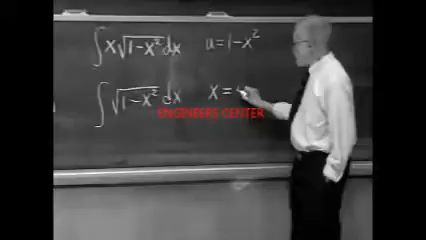 ∫x√1-x² dx u=1-x²
∫√1-x² dx x=
ENGINEERS CENTER